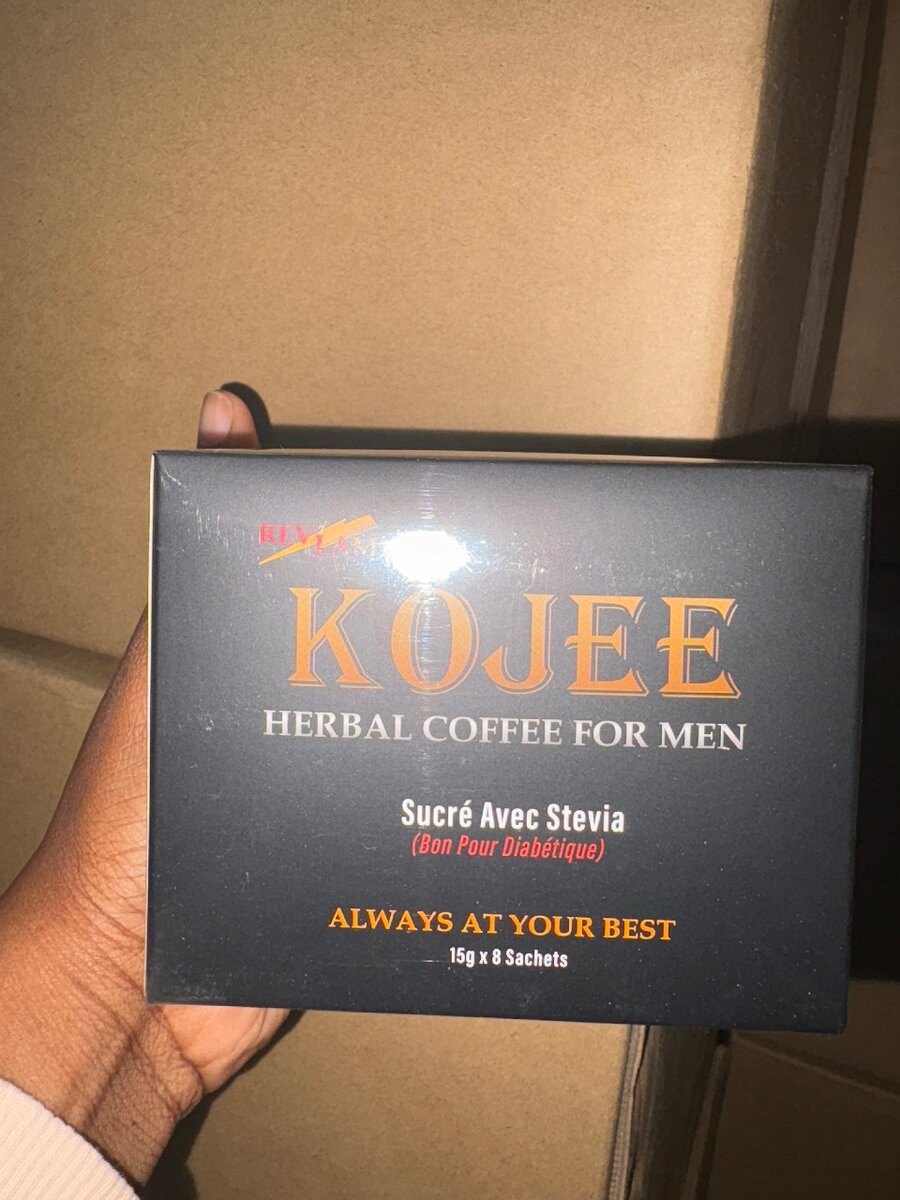 KOJEE
HERBAL COFFEE FOR MEN
Sucré Avec Stevia
(Bon Pour Diabétique)
ALWAYS AT YOUR BEST
15g x 8 Sachets